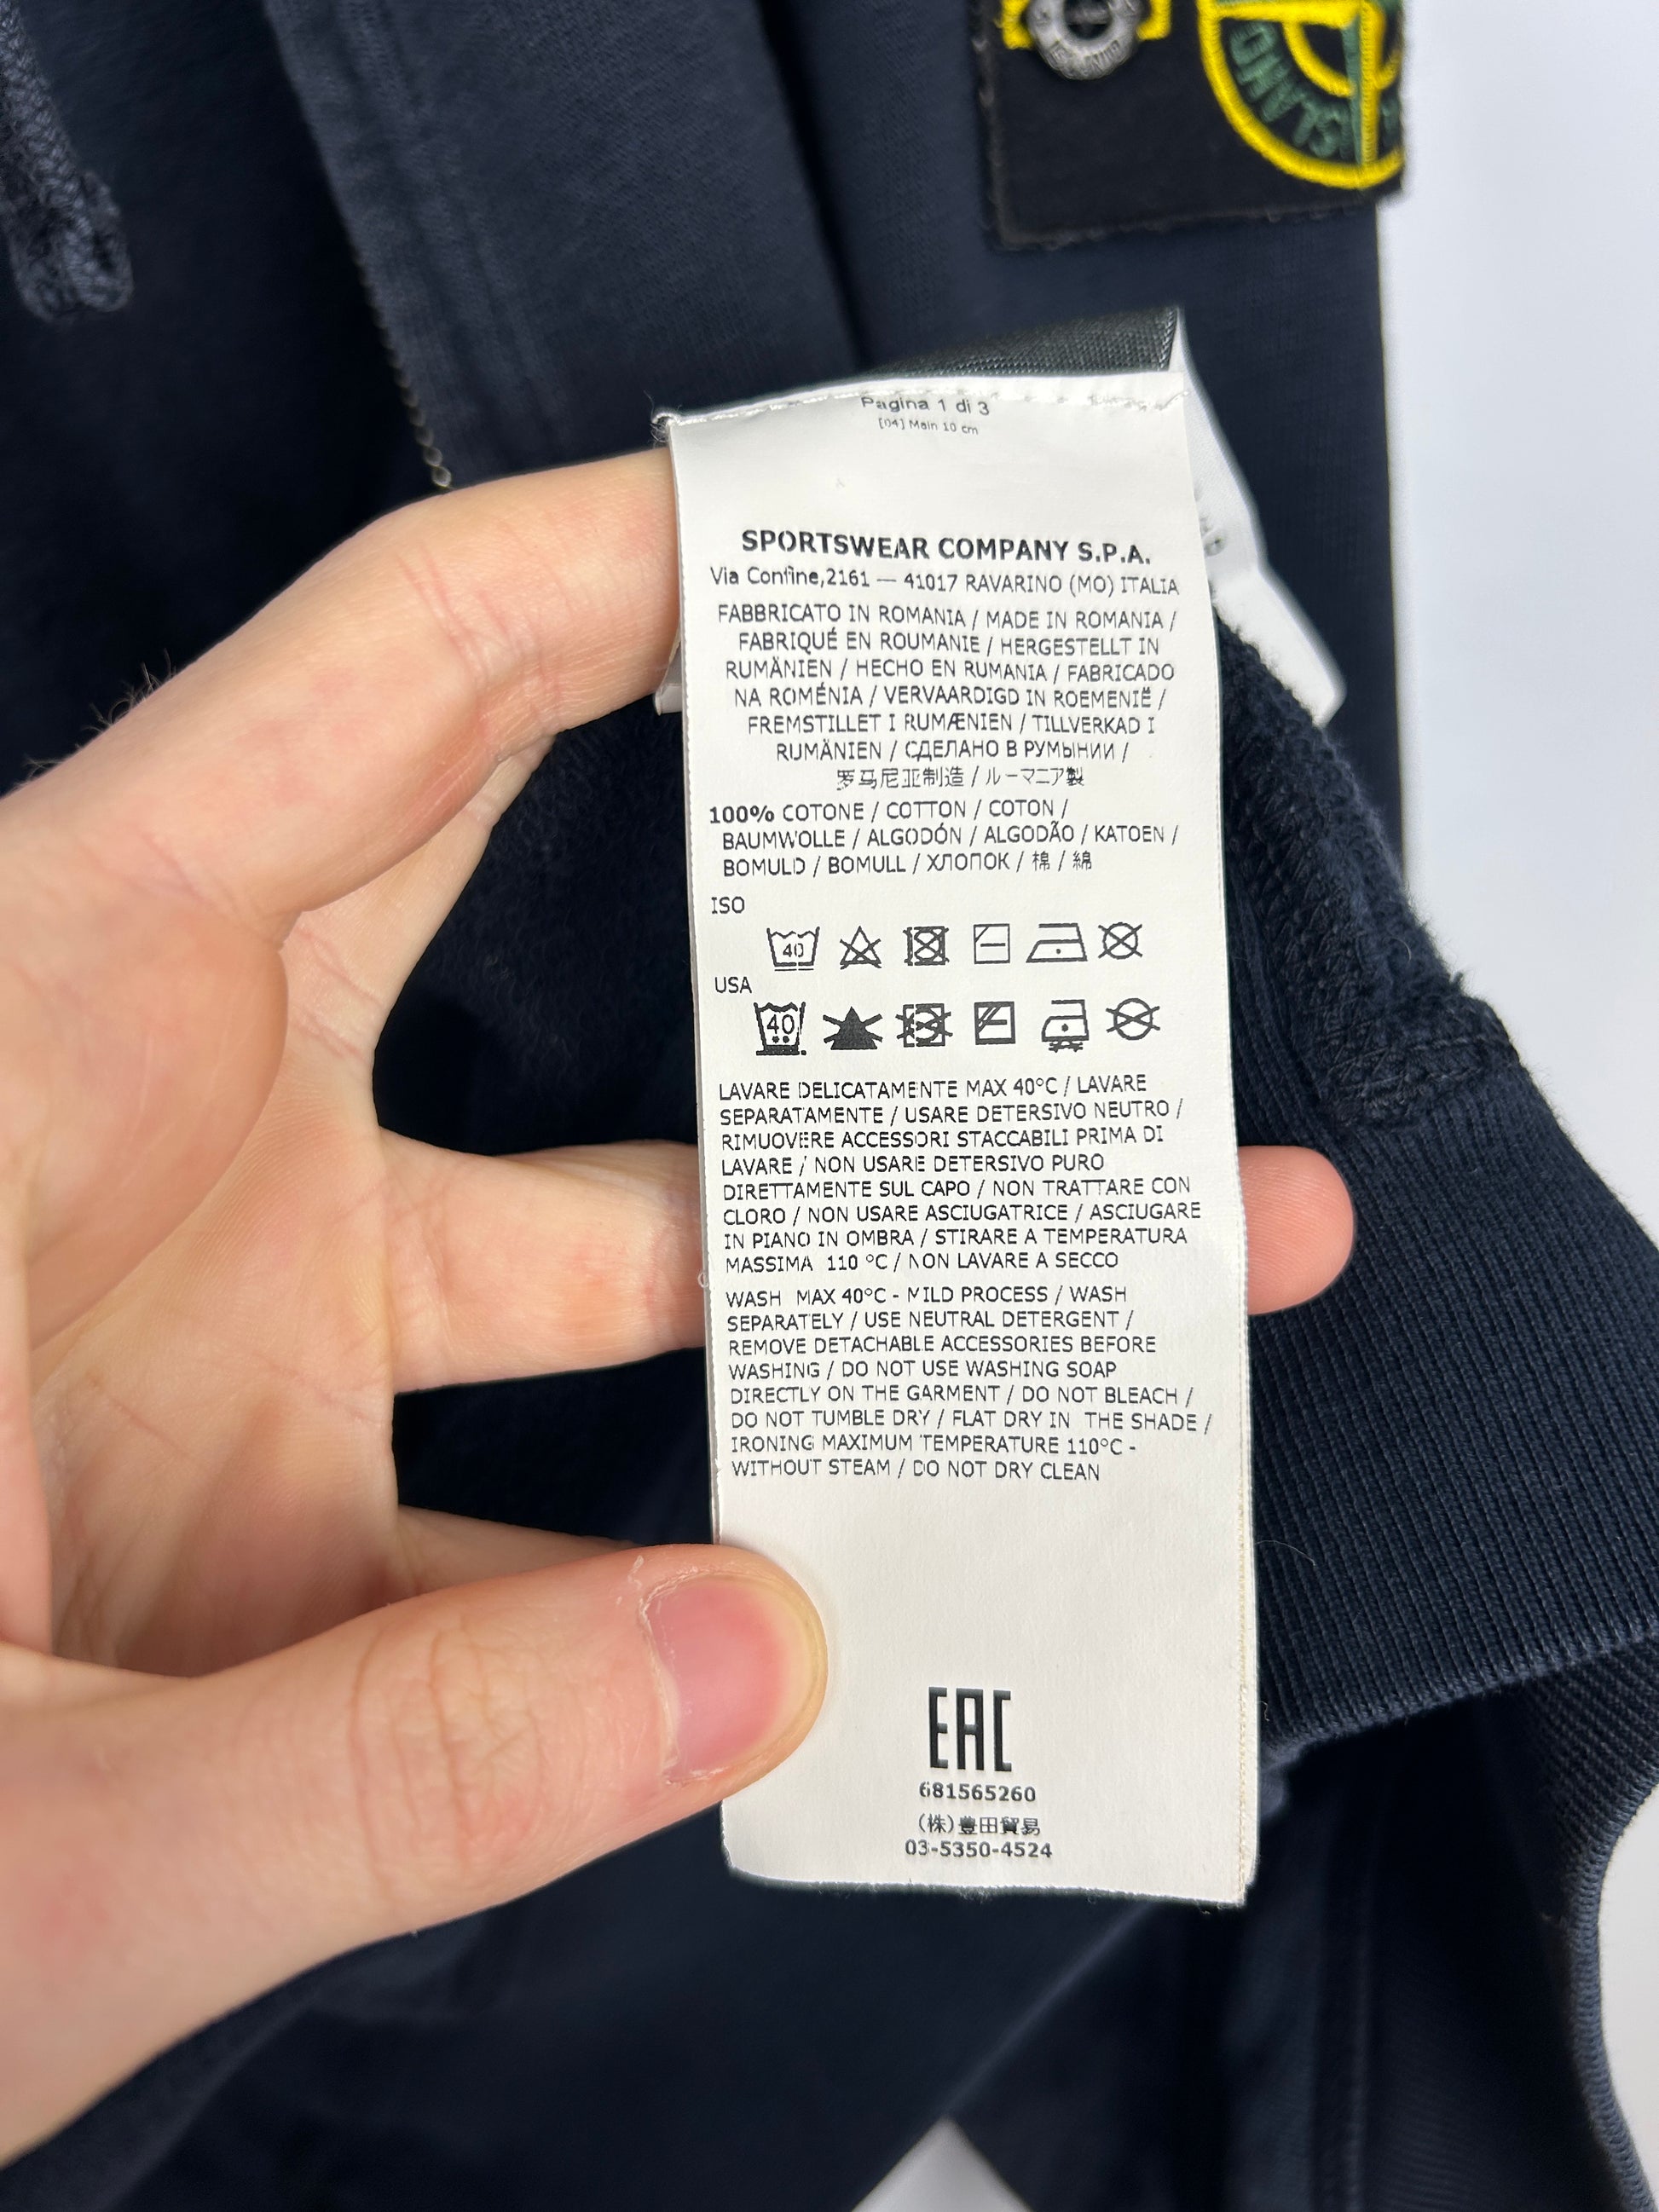 ISLAND
Pagina 1 di 3
[04] Main 10 cm
SPORTSWEAR COMPANY S.P.A.
Via Confine,2161 — 41017 RAVARINO (MO) ITALIA
FABBRICATO IN ROMANIA / MADE IN ROMANIA /
FABRIQUÉ EN ROUMANIE / HERGESTELLT IN
RUMÄNIEN / HECHO EN RUMANIA / FABRICADO
NA ROMÉNIA / VERVAARDIGD IN ROEMENIË /
FREMSTILLET I RUMÆNIEN / TILLVERKAD I
RUMÄNIEN / СДЕЛАНО В РУМЫНИИ /
罗马尼亚制造 / ルーマニア製
100% COTONE / COTTON / COTON /
BAUMWOLLE / ALGODÓN / ALGODÃO / KATOEN /
BOMULD / BOMULL / ХЛОПОК / 棉 / 綿
ISO
40
USA
40
LAVARE DELICATAMENTE MAX 40°C / LAVARE
SEPARATAMENTE / USARE DETERSIVO NEUTRO /
RIMUOVERE ACCESSORI STACCABILI PRIMA DI
LAVARE / NON USARE DETERSIVO PURO
DIRETTAMENTE SUL CAPO / NON TRATTARE CON
CLORO / NON USARE ASCIUGATRICE / ASCIUGARE
IN PIANO IN OMBRA / STIRARE A TEMPERATURA
MASSIMA 110 °C / NON LAVARE A SECCO
WASH MAX 40°C - MILD PROCESS / WASH
SEPARATELY / USE NEUTRAL DETERGENT /
REMOVE DETACHABLE ACCESSORIES BEFORE
WASHING / DO NOT USE WASHING SOAP
DIRECTLY ON THE GARMENT / DO NOT BLEACH /
DO NOT TUMBLE DRY / FLAT DRY IN THE SHADE /
IRONING MAXIMUM TEMPERATURE 110°C -
WITHOUT STEAM / DO NOT DRY CLEAN
EAC
681565260
(株)豊田貿易
03-5350-4524